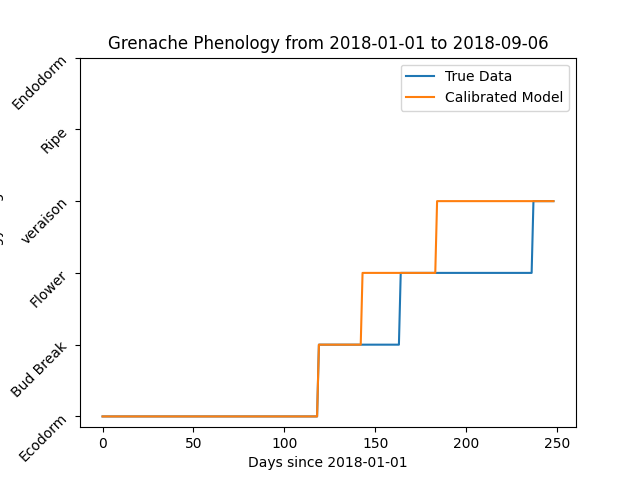 Grenache Phenology from 2018-01-01 to 2018-09-06
True Data
Calibrated Model
Endodorm
Ripe
veraison
Flower
Bud Break
Ecodorm
0 50 100 150 200 250
Days since 2018-01-01